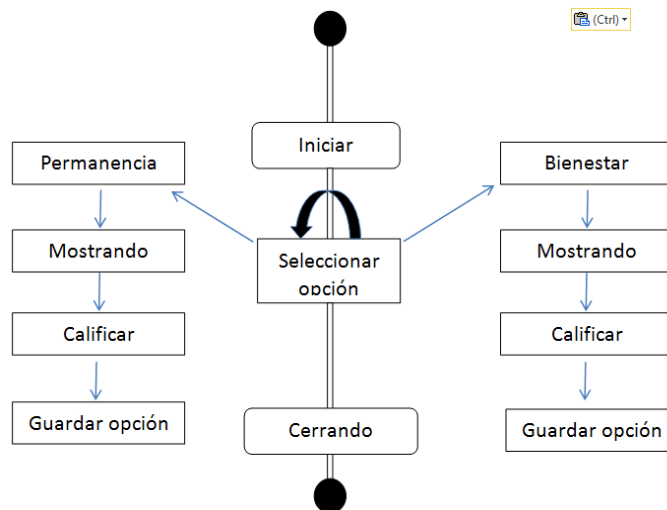 (Ctrl)
Iniciar
Permanencia
Bienestar
Mostrando
Seleccionar
opción
Mostrando
Calificar
Calificar
Guardar opción
Cerrando
Guardar opción